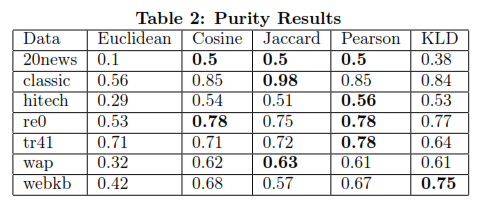 Table 2: Purity Results
Data Euclidean Cosine Jaccard Pearson KLD
20news 0.1 0.5 0.5 0.5 0.38
classic 0.56 0.85 0.98 0.85 0.84
hitech 0.29 0.54 0.51 0.56 0.53
re0 0.53 0.78 0.75 0.78 0.77
tr41 0.71 0.71 0.72 0.78 0.64
wap 0.32 0.62 0.63 0.61 0.61
webkb 0.42 0.68 0.57 0.67 0.75